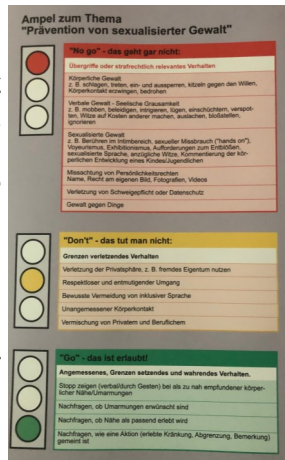 Ampel zum Thema
"Prävention von sexualisierter Gewalt"
"No go" - das geht gar nicht:
Übergriffe oder strafrechtlich relevantes Verhalten
Körperliche Gewalt
z. B. schlagen, treten, ein- und aussperren, kitzeln gegen den Willen,
Körperkontakt erzwingen, bedrohen
Verbale Gewalt - Seelische Grausamkeit
z. B. mobben, beleidigen, intrigieren, lügen, einschüchtern, verspot-
ten, Witze auf Kosten anderer machen, auslachen, bloßstellen,
ignorieren
Sexualisierte Gewalt
z. B. Berühren im Intimbereich, sexueller Missbrauch ("hands on"),
Voyeurismus, Exhibitionismus, Aufforderungen zum Entblößen,
sexualisierte Sprache, anzügliche Witze, Kommentierung der kör-
perlichen Entwicklung eines Kindes/Jugendlichen
Missachtung von Persönlichkeitsrechten
Name, Recht am eigenen Bild, Fotografien, Videos
Verletzung von Schweigepflicht oder Datenschutz
Gewalt gegen Dinge
"Don't" - das tut man nicht:
Grenzen verletzendes Verhalten
Verletzung der Privatsphäre, z. B. fremdes Eigentum nutzen
Respektloser und entmutigender Umgang
Bewusste Vermeidung von inklusiver Sprache
Unangemessener Körperkontakt
Vermischung von Privatem und Beruflichem
"Go" - das ist erlaubt!
Angemessenes, Grenzen setzendes und wahrendes Verhalten.
Stopp zeigen (verbal/durch Gesten) bei als zu nah empfundener körper-
licher Nähe/Umarmungen
Nachfragen, ob Umarmungen erwünscht sind
Nachfragen, ob Nähe als passend erlebt wird
Nachfragen, wie eine Aktion (erlebte Kränkung, Abgrenzung, Bemerkung)
gemeint ist